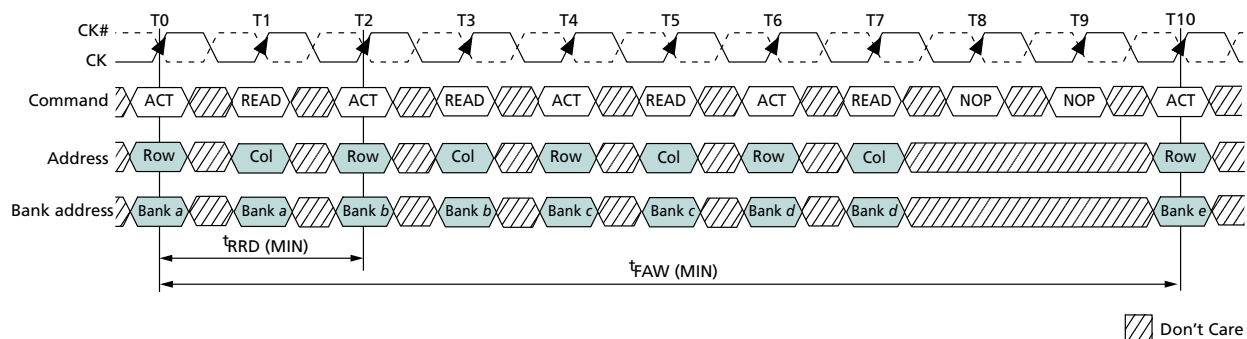 T0 T1 T2 T3 T4 T5 T6 T7 T8 T9 T10
CK#
CK
Command ACT READ ACT READ ACT READ ACT READ NOP NOP ACT
Address Row Col Row Col Row Col Row Col Row
Bank address Bank a Bank a Bank b Bank b Bank c Bank c Bank d Bank d Bank e
tRRD (MIN)
tFAW (MIN)
Don't Care